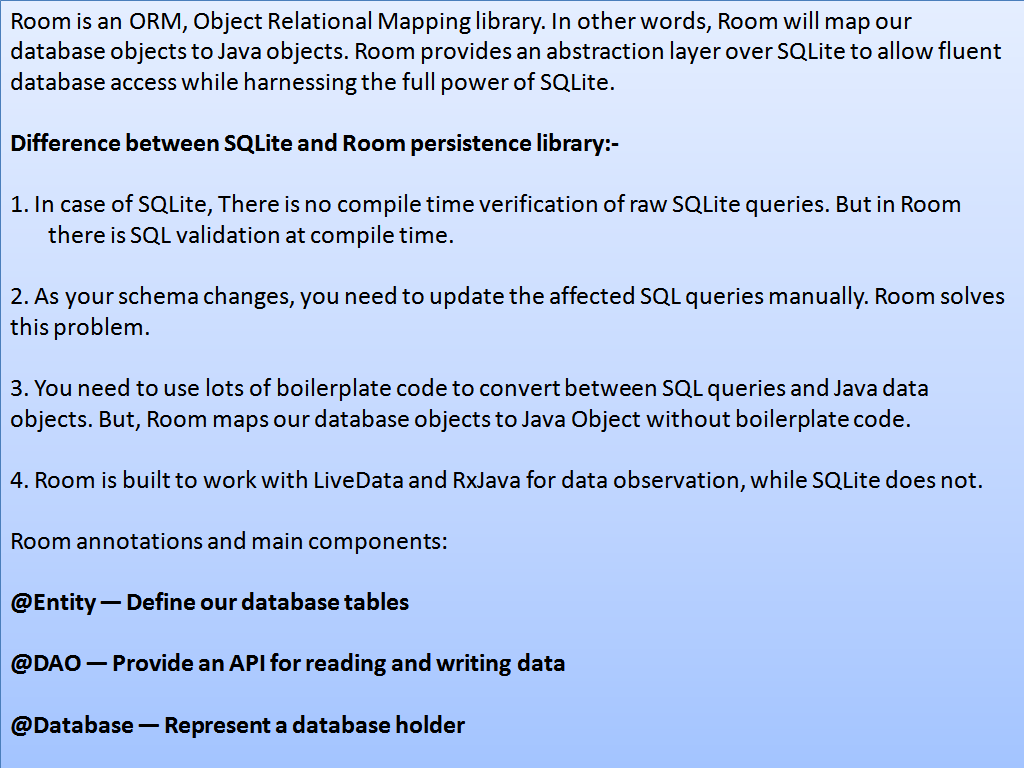 Room is an ORM, Object Relational Mapping library. In other words, Room will map our
database objects to Java objects. Room provides an abstraction layer over SQLite to allow fluent
database access while harnessing the full power of SQLite.
Difference between SQLite and Room persistence library:-
1. In case of SQLite, There is no compile time verification of raw SQLite queries. But in Room
there is SQL validation at compile time.
2. As your schema changes, you need to update the affected SQL queries manually. Room solves
this problem.
3. You need to use lots of boilerplate code to convert between SQL queries and Java data
objects. But, Room maps our database objects to Java Object without boilerplate code.
4. Room is built to work with LiveData and RxJava for data observation, while SQLite does not.
Room annotations and main components:
@Entity — Define our database tables
@DAO — Provide an API for reading and writing data
@Database — Represent a database holder